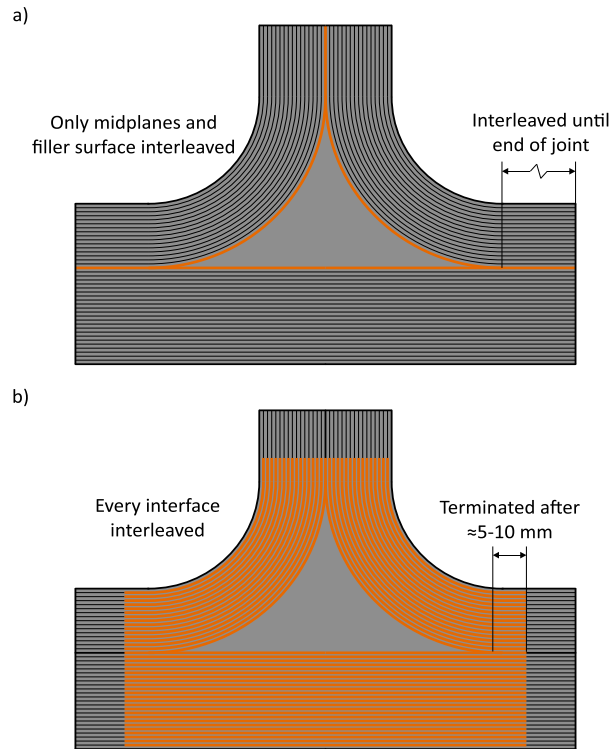 a)
Only midplanes and
filler surface interleaved
Interleaved until
end of joint
b)
Every interface
interleaved
Terminated after
≈5-10 mm